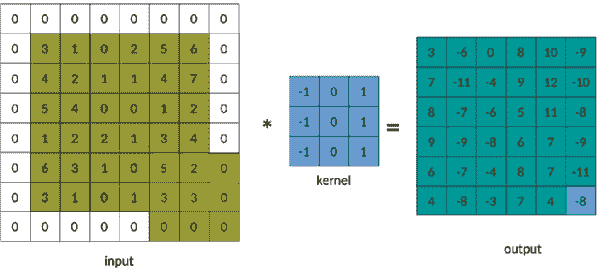 0 0 0 0 0 0 0 0
0 3 1 0 2 5 6 0
0 4 2 1 1 4 7 0
0 5 4 0 0 1 2 0
0 1 2 2 1 3 4 0
0 6 3 1 0 5 2 0
0 3 1 0 1 3 3 0
0 0 0 0 0 0 0 0
input
*
-1 0 1
-1 0 1
-1 0 1
kernel
=
3 -6 0 8 10 -9
7 -11 -4 9 12 -10
8 -7 -6 5 11 -8
9 -9 -8 6 7 -9
6 -7 -4 8 7 -11
4 -8 -3 7 4 -8
output